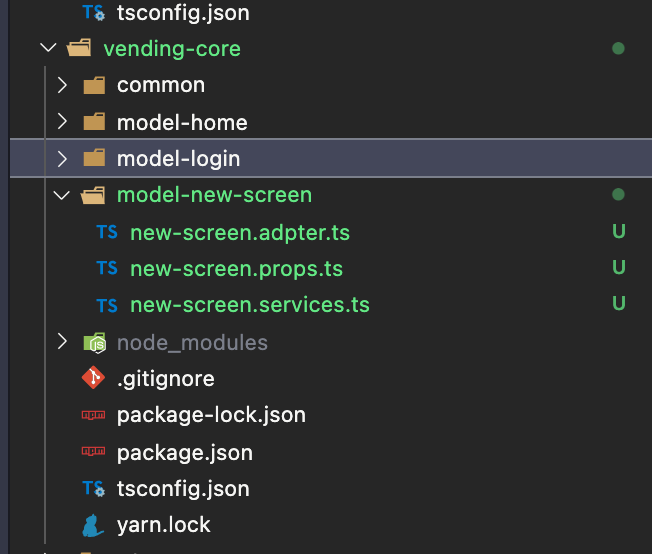 TS tsconfig.json
vending-core
common
model-home
model-login
model-new-screen
TS new-screen.adpter.ts U
TS new-screen.props.ts U
TS new-screen.services.ts U
node_modules
.gitignore
package-lock.json
package.json
TS tsconfig.json
yarn.lock